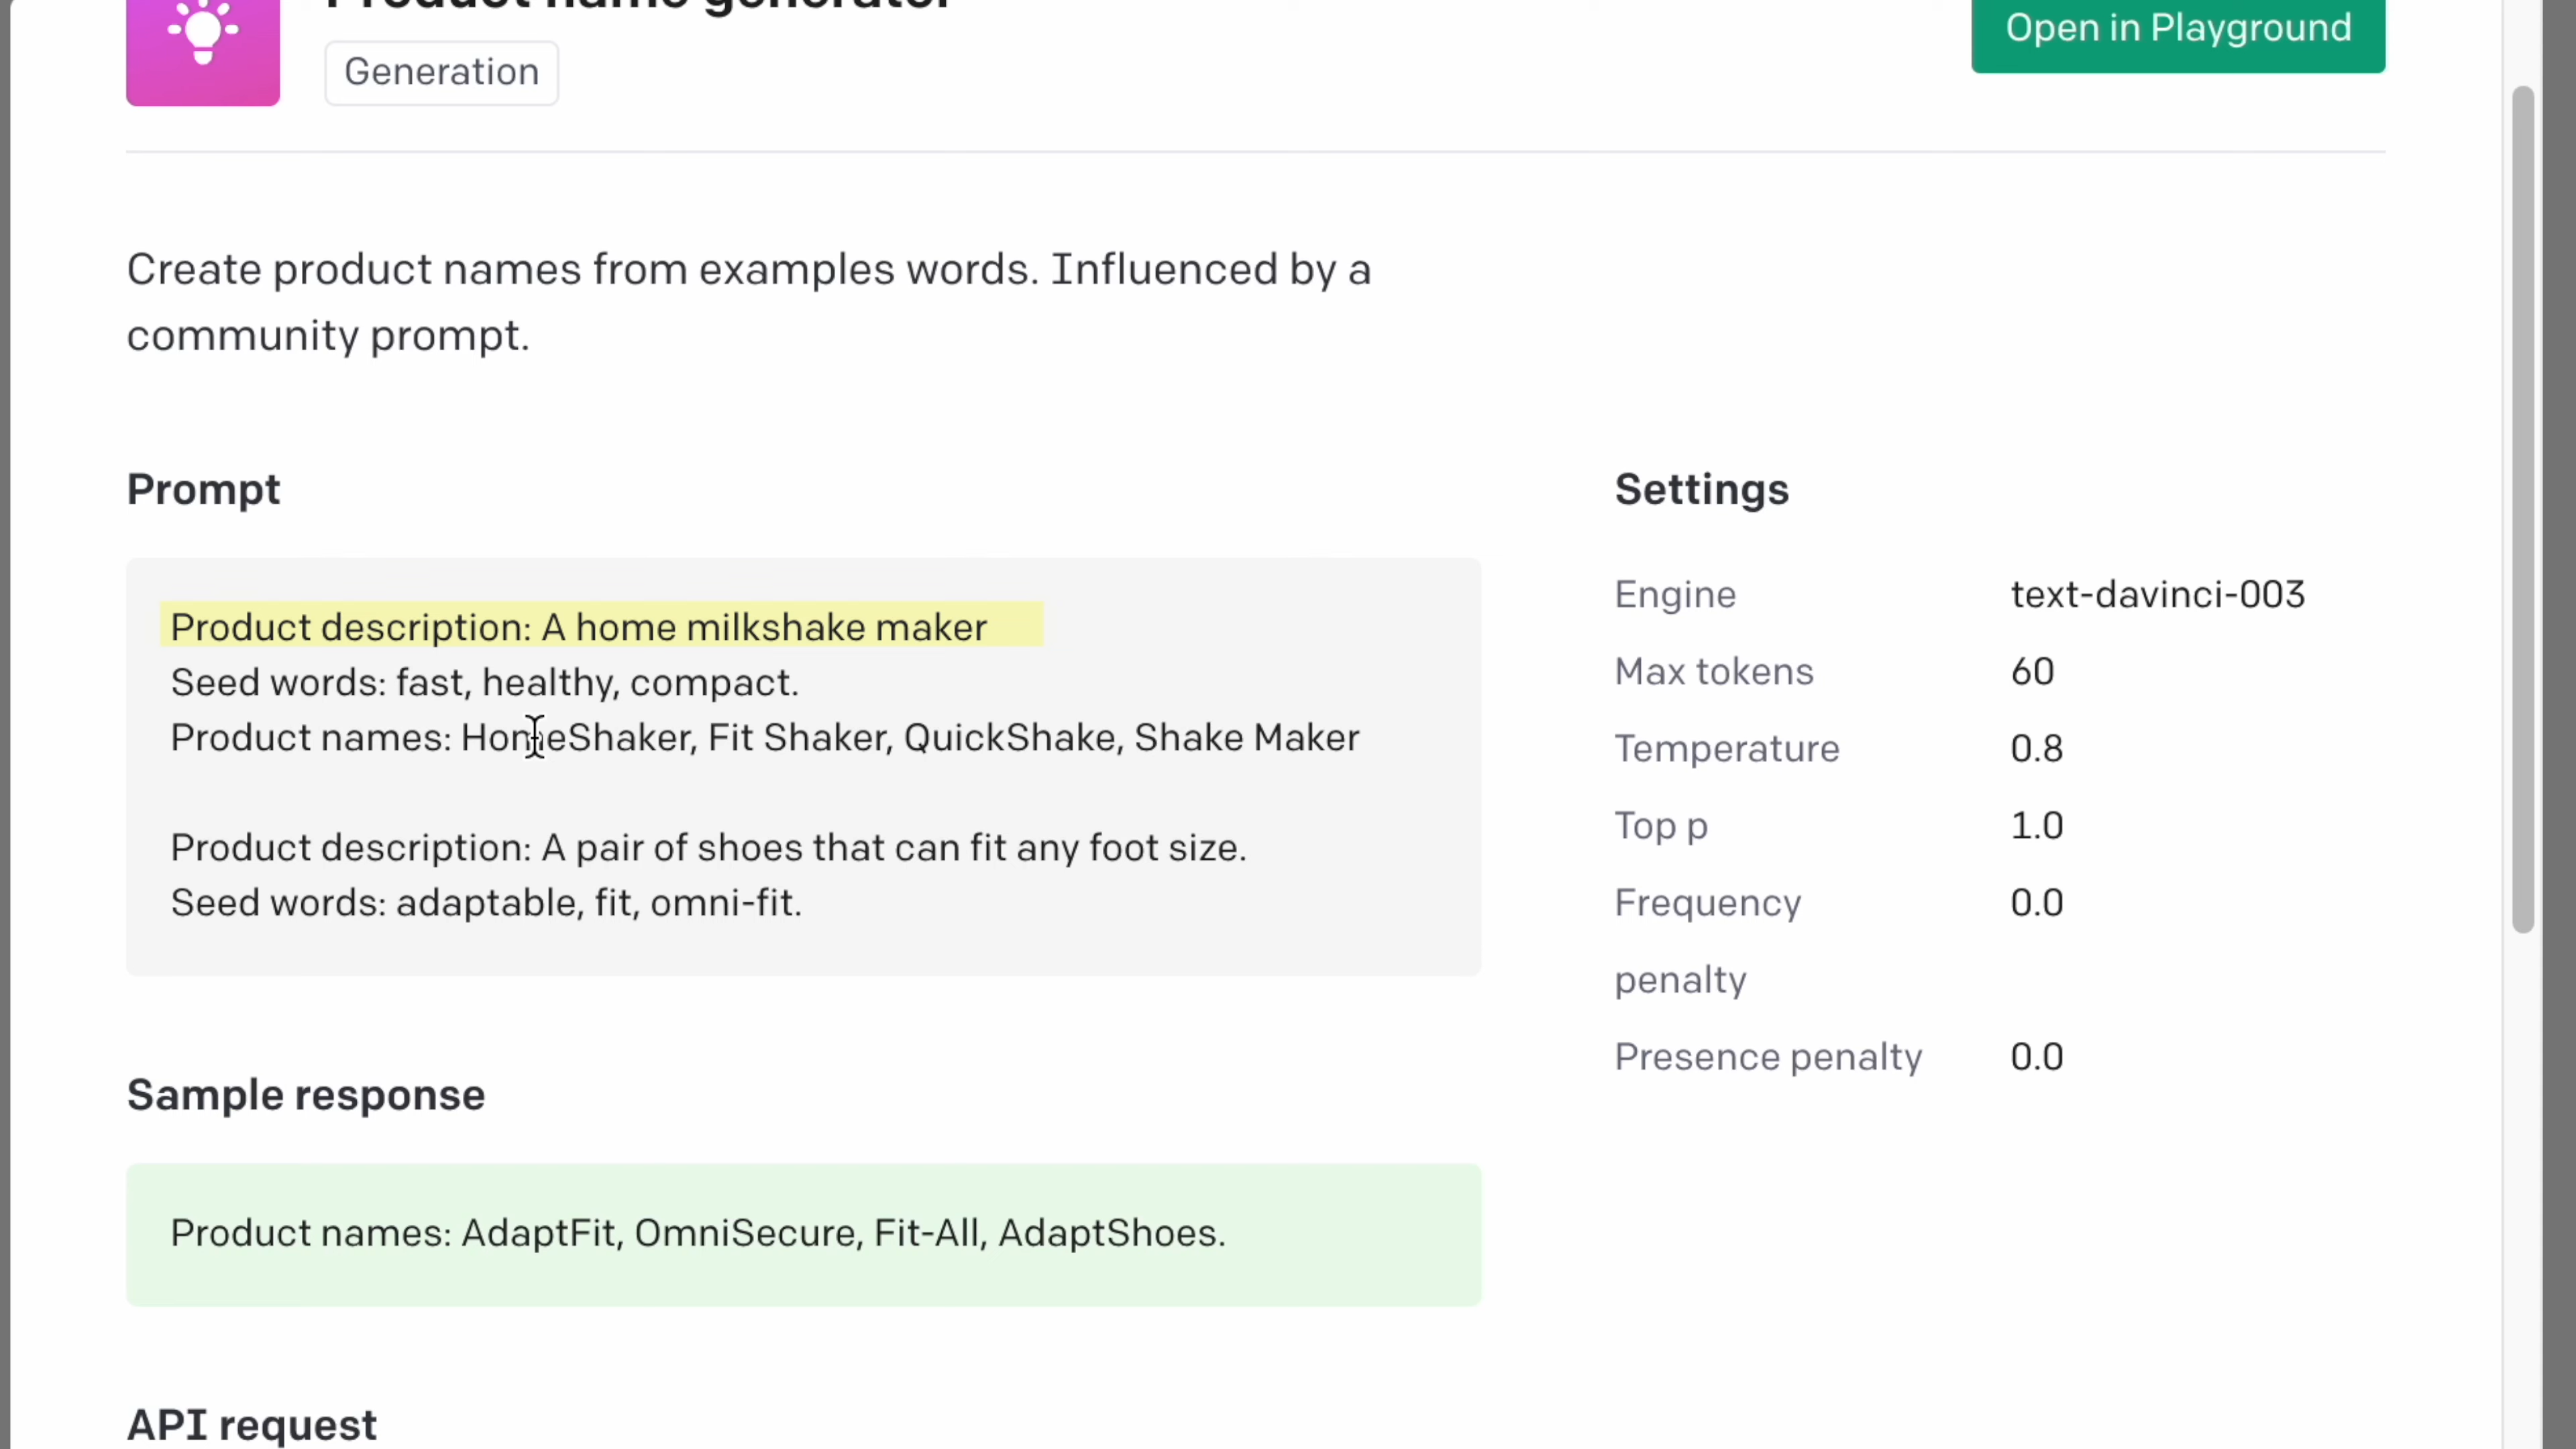 Product name generator
Open in Playground
Generation
Create product names from examples words. Influenced by a
community prompt.
Prompt
Settings
Product description: A home milkshake maker
Seed words: fast, healthy, compact.
Product names: HomeShaker, Fit Shaker, QuickShake, Shake Maker
Product description: A pair of shoes that can fit any foot size.
Seed words: adaptable, fit, omni-fit.
Engine text-davinci-003
Max tokens 60
Temperature 0.8
Top p 1.0
Frequency 0.0
penalty
Presence penalty 0.0
Sample response
Product names: AdaptFit, OmniSecure, Fit-All, AdaptShoes.
API request